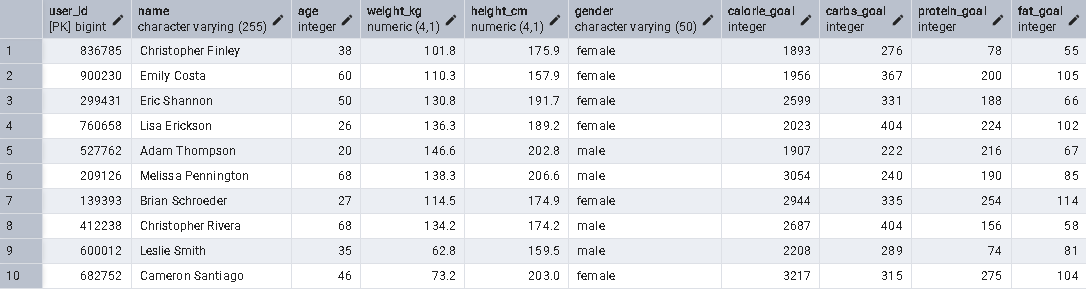 user_id name age weight_kg height_cm gender calorie_goal carbs_goal protein_goal fat_goal
[PK] bigint character varying (255) integer numeric (4,1) numeric (4,1) character varying (50) integer integer integer integer
1 836785 Christopher Finley 38 101.8 175.9 female 1893 276 78 55
2 900230 Emily Costa 60 110.3 157.9 female 1956 367 200 105
3 299431 Eric Shannon 50 130.8 191.7 female 2599 331 188 66
4 760658 Lisa Erickson 26 136.3 189.2 female 2023 404 224 102
5 527762 Adam Thompson 20 146.6 202.8 male 1907 222 216 67
6 209126 Melissa Pennington 68 138.3 206.6 male 3054 240 190 85
7 139393 Brian Schroeder 27 114.5 174.9 female 2944 335 254 114
8 412238 Christopher Rivera 68 134.2 174.2 male 2687 404 156 58
9 600012 Leslie Smith 35 62.8 159.5 male 2208 289 74 81
10 682752 Cameron Santiago 46 73.2 203.0 female 3217 315 275 104